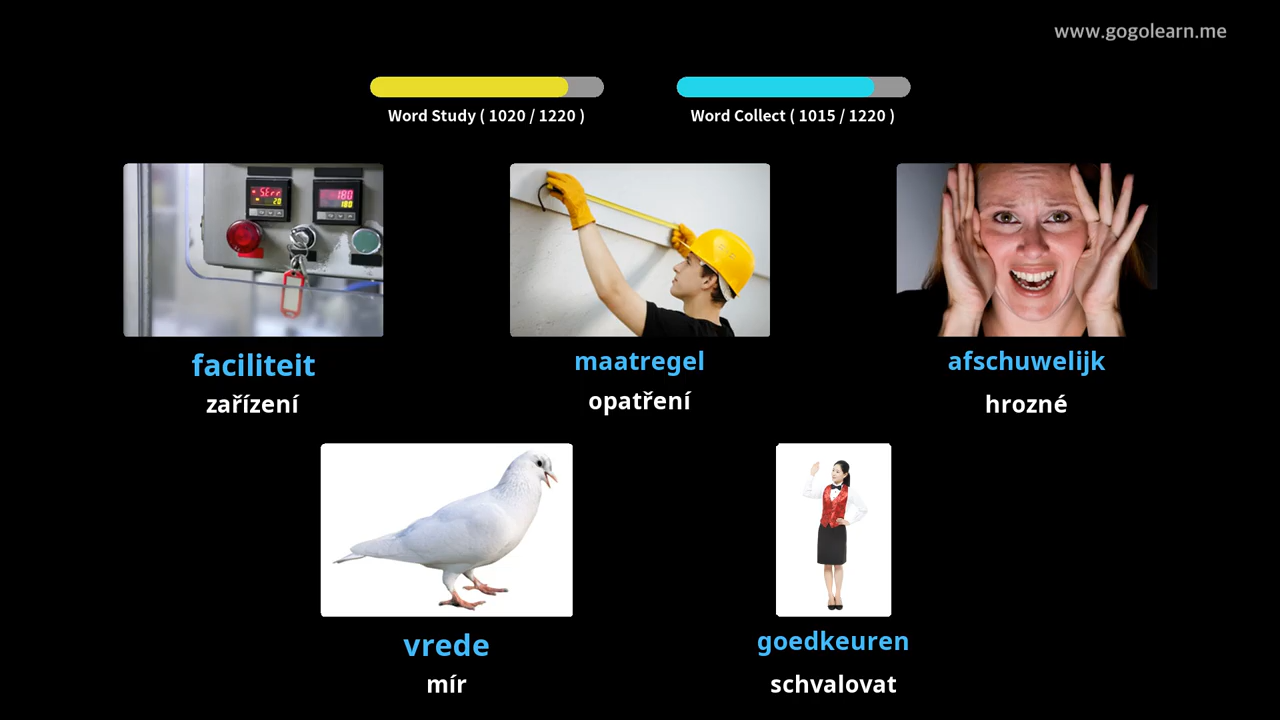 www.gogolearn.me
Word Study ( 1020 / 1220 )
Word Collect ( 1015 / 1220 )
faciliteit
zařízení
maatregel
opatření
afschuwelijk
hrozné
vrede
mír
goedkeuren
schvalovat